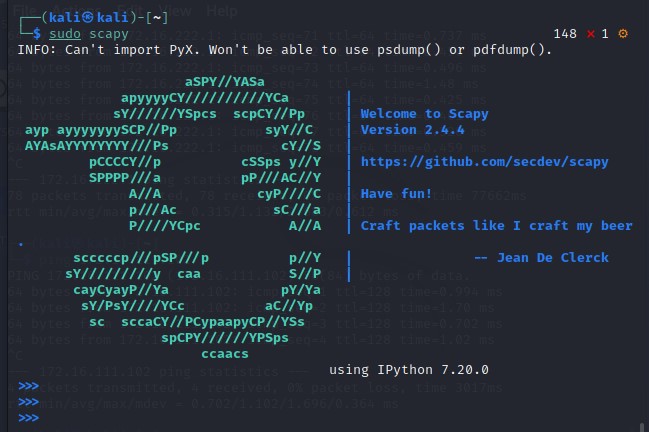 ┌──(kali㉿kali)-[~]
└─$ sudo scapy 148 ⨯ 1 ⚙
INFO: Can't import PyX. Won't be able to use psdump() or pdfdump().
aSPY//YASa
apyyyyCY//////////YCa |
sY//////YSpcs scpCY//Pp | Welcome to Scapy
ayp ayyyyyyySCP//Pp syY//C | Version 2.4.4
AYAsAYYYYYYYY///Ps cY//S |
pCCCCY//p cSSps y//Y | https://github.com/secdev/scapy
SPPPP///a pP///AC//Y |
A//A cyP////C | Have fun!
p///Ac sC///a |
P////YCpc A//A | Craft packets like I craft my beer
.
scccccp///pSP///p p//Y | -- Jean De Clerck
sY/////////y caa S//P |
cayCyayP//Ya pY/Ya
sY/PsY////YCc aC//Yp
sc sccaCY//PCypaapyCP//YSs
spCPY//////YPSps
ccaacs
using IPython 7.20.0
>>>
>>>
>>>